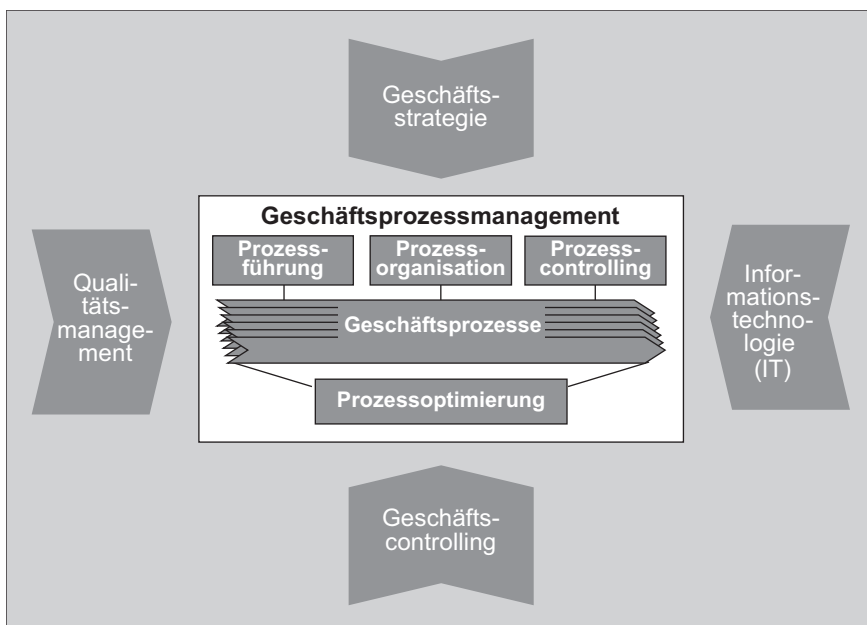 Geschäfts-
strategie
Geschäftsprozessmanagement
Prozess-
führung
Prozess-
organisation
Prozess-
controlling
Quali-
täts-
manage-
ment
Infor-
mations-
techno-
logie
(IT)
Geschäftsprozesse
Prozessoptimierung
Geschäfts-
controlling